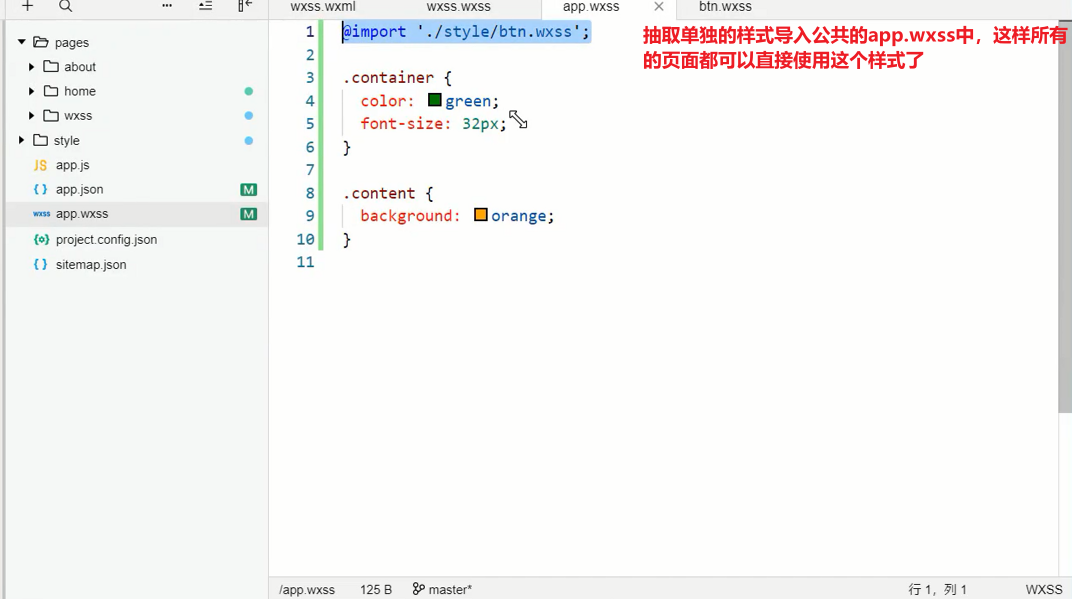 wxss.wxml
wxss.wxss
app.wxss
btn.wxss
抽取单独的样式导入公共的app.wxss中，这样所有
的页面都可以直接使用这个样式了
pages
about
home
wxss
style
JS app.js
{ } app.json M
wxss app.wxss M
project.config.json
{ } sitemap.json
1 @import './style/btn.wxss';
2
3 .container {
4 color: green;
5 font-size: 32px;
6 }
7
8 .content {
9 background: orange;
10 }
11
/app.wxss 125 B master* 行 1，列 1 WXSS